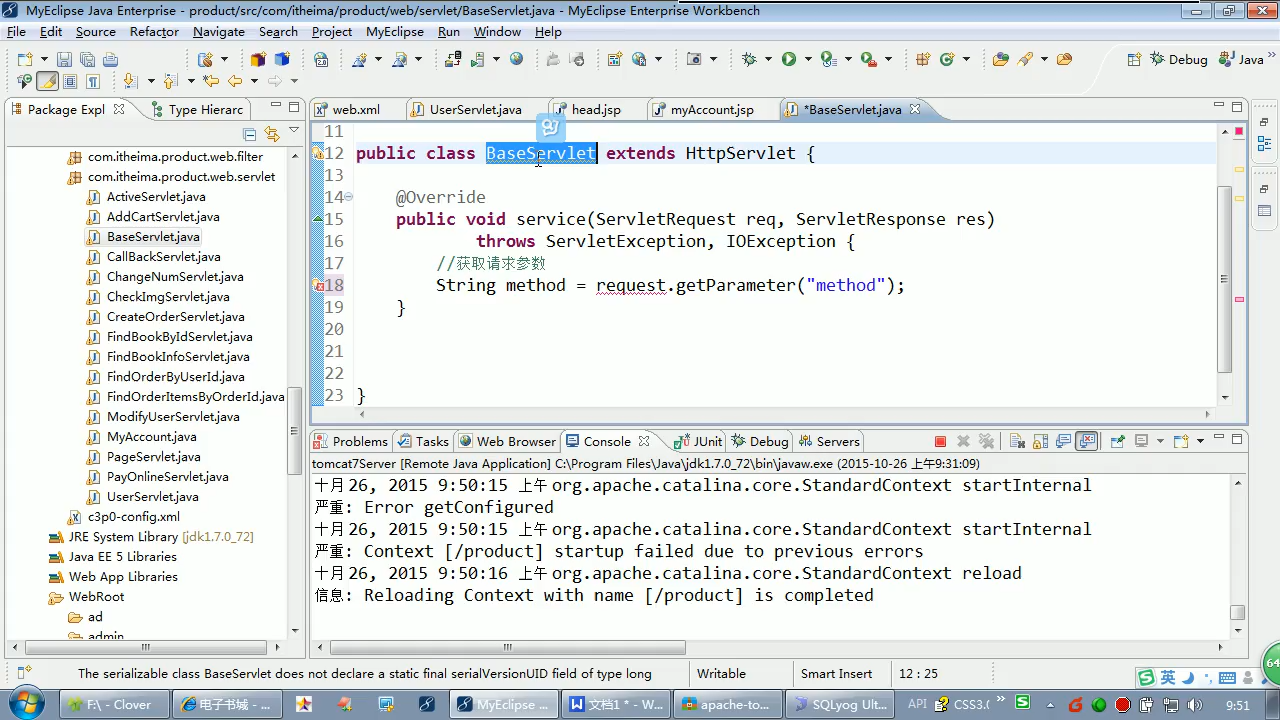 MyEclipse Java Enterprise - product/src/com/itheima/product/web/servlet/BaseServlet.java - MyEclipse Enterprise Workbench
File Edit Source Refactor Navigate Search Project MyEclipse Run Window Help
Debug Java
Package Expl Type Hierarc
web.xml UserServlet.java head.jsp myAccount.jsp *BaseServlet.java
com.itheima.product.web.filter
com.itheima.product.web.servlet
ActiveServlet.java
AddCartServlet.java
BaseServlet.java
CallBackServlet.java
ChangeNumServlet.java
CheckImgServlet.java
CreateOrderServlet.java
FindBookByIdServlet.java
FindBookInfoServlet.java
FindOrderByUserId.java
FindOrderItemsByOrderId.java
ModifyUserServlet.java
MyAccount.java
PageServlet.java
PayOnlineServlet.java
UserServlet.java
c3p0-config.xml
JRE System Library [jdk1.7.0_72]
Java EE 5 Libraries
Web App Libraries
WebRoot
ad
admin
11
12 public class BaseServlet extends HttpServlet {
13
14 @Override
15 public void service(ServletRequest req, ServletResponse res)
16 throws ServletException, IOException {
17 //获取请求参数
18 String method = request.getParameter("method");
19 }
20
21
22
23 }
Problems Tasks Web Browser Console JUnit Debug Servers
tomcat7Server [Remote Java Application] C:\Program Files\Java\jdk1.7.0_72\bin\javaw.exe (2015-10-26 上午9:31:09)
十月 26, 2015 9:50:15 上午 org.apache.catalina.core.StandardContext startInternal
严重: Error getConfigured
十月 26, 2015 9:50:15 上午 org.apache.catalina.core.StandardContext startInternal
严重: Context [/product] startup failed due to previous errors
十月 26, 2015 9:50:16 上午 org.apache.catalina.core.StandardContext reload
信息: Reloading Context with name [/product] is completed
The serializable class BaseServlet does not declare a static final serialVersionUID field of type long Writable Smart Insert 12 : 25
英
64
F:\ - Clover 电子书城 - ... MyEclipse ... 文档1 * - W... apache-to... SQLyog Ult... API CSS3.0 9:51